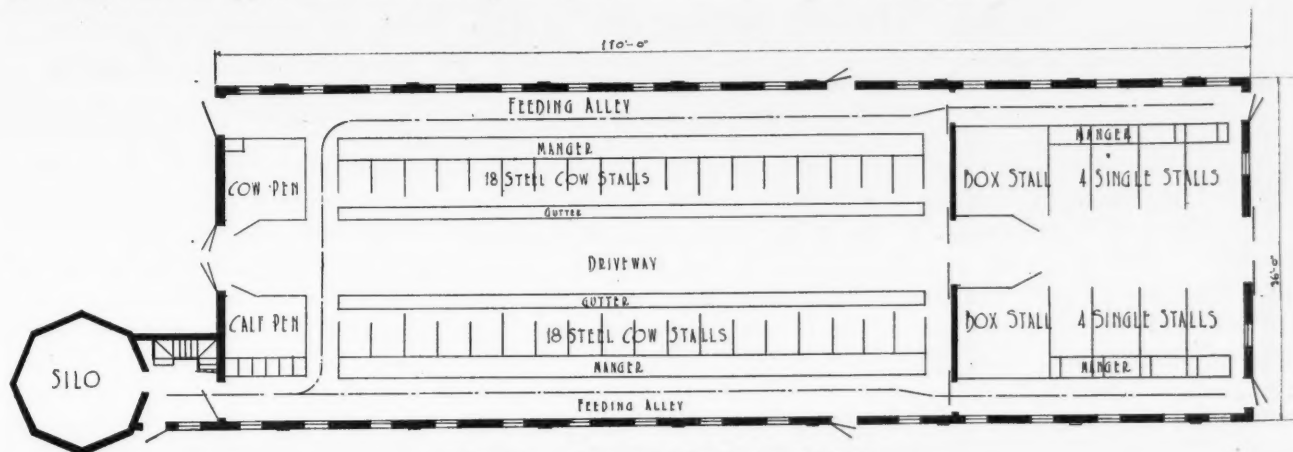 110'-0"
FEEDING ALLEY
MANGER
18 STEEL COW STALLS
GUTTER
COW PEN
BOX STALL
MANGER
4 SINGLE STALLS
DRIVEWAY
36'-0"
GUTTER
18 STEEL COW STALLS
MANGER
CALF PEN
BOX STALL
4 SINGLE STALLS
MANGER
SILO
FEEDING ALLEY